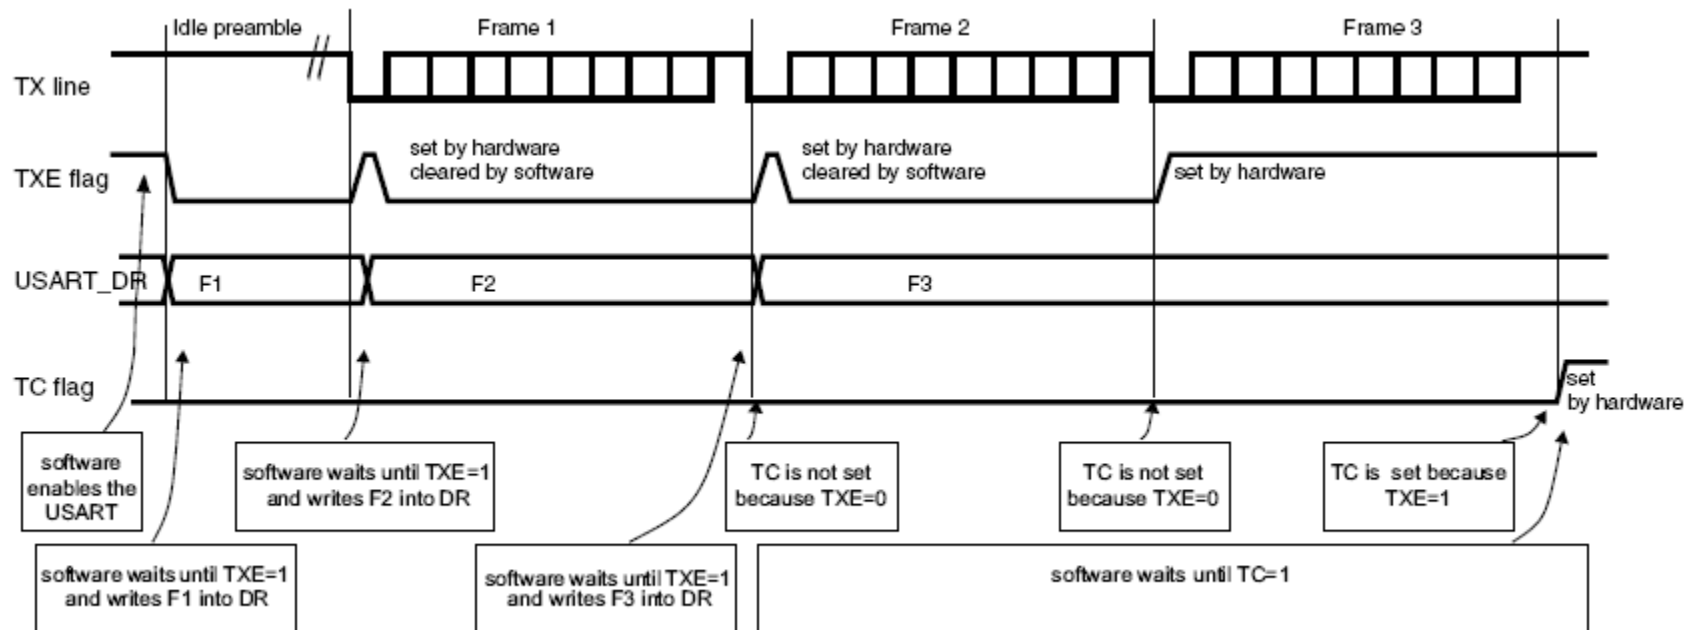 Idle preamble
Frame 1
Frame 2
Frame 3
TX line
TXE flag
set by hardware
cleared by software
set by hardware
cleared by software
set by hardware
USART_DR
F1
F2
F3
TC flag
set
by hardware
software
enables the
USART
software waits until TXE=1
and writes F2 into DR
TC is not set
because TXE=0
TC is not set
because TXE=0
TC is set because
TXE=1
software waits until TXE=1
and writes F1 into DR
software waits until TXE=1
and writes F3 into DR
software waits until TC=1